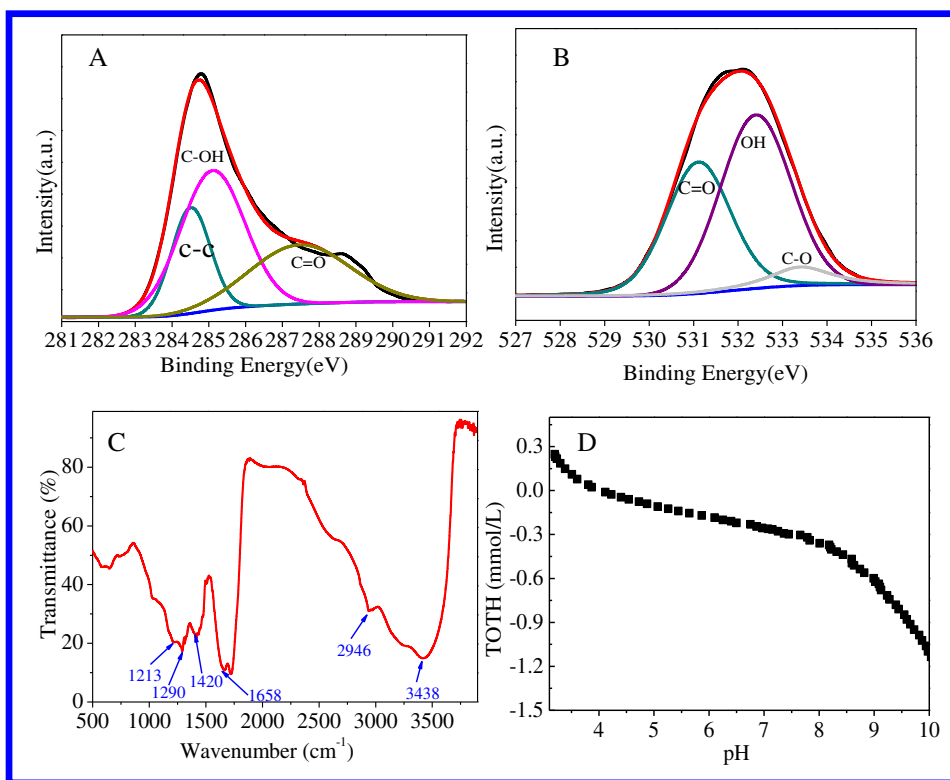 A
C-OH
C-C
C=O
Intensity(a.u.)
281 282 283 284 285 286 287 288 289 290 291 292
Binding Energy(eV)
B
OH
C=O
C-O
Intensity(a.u.)
527 528 529 530 531 532 533 534 535 536
Binding Energy(eV)
C
80
60
40
20
0
Transmittance (%)
1213
1290
1420
1658
2946
3438
500 1000 1500 2000 2500 3000 3500
Wavenumber (cm⁻¹)
D
0.3
0.0
-0.3
-0.6
-0.9
-1.2
-1.5
TOTH (mmol/L)
4 5 6 7 8 9 10
pH